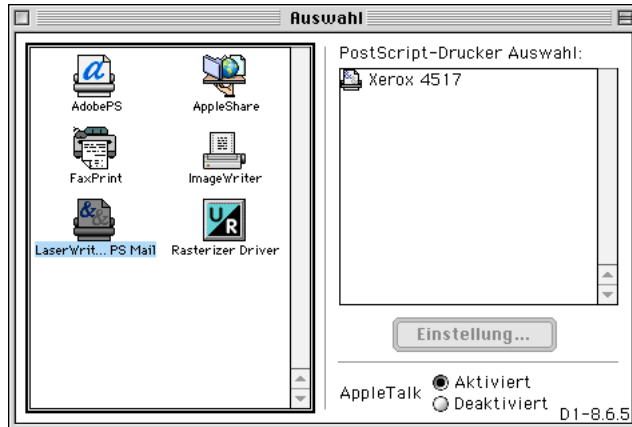 Auswahl
AdobePS
AppleShare
FaxPrint
ImageWriter
LaserWrit... PS Mail
Rasterizer Driver
PostScript-Drucker Auswahl:
Xerox 4517
Einstellung...
AppleTalk
Aktiviert
Deaktiviert
D1-8.6.5